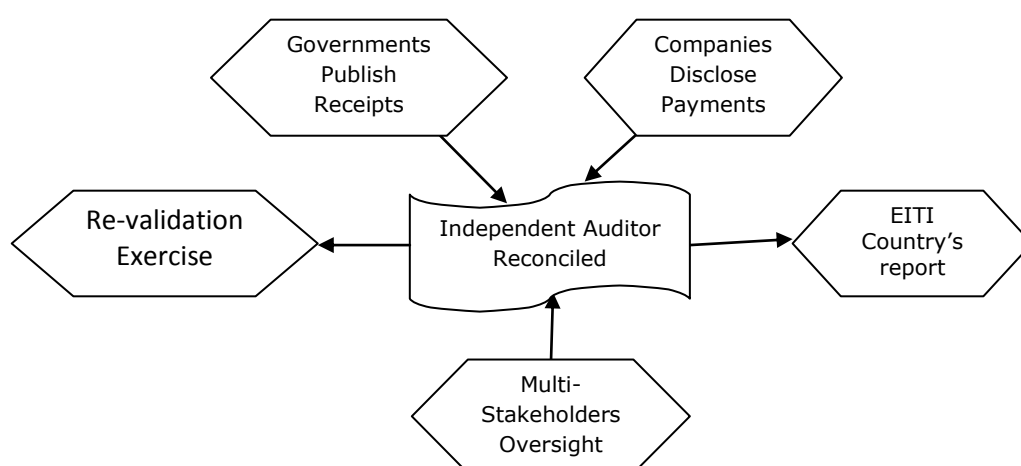 Governments
Publish
Receipts
Companies
Disclose
Payments
Re-validation
Exercise
Independent Auditor
Reconciled
EITI
Country’s
report
Multi-
Stakeholders
Oversight